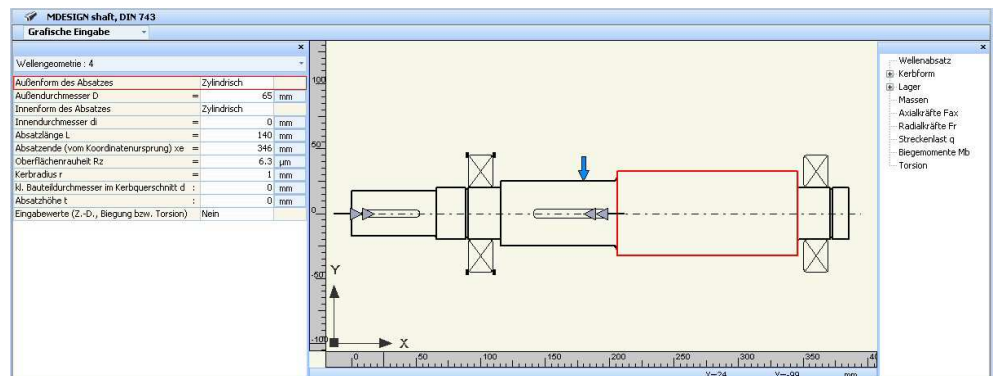 MDESIGN shaft, DIN 743
Grafische Eingabe
Wellengeometrie : 4
Außenform des Absatzes Zylindrisch
Außendurchmesser D = 65 mm
Innenform des Absatzes Zylindrisch
Innendurchmesser di = 0 mm
Absatzlänge L = 140 mm
Absatzende (vom Koordinatenursprung) xe = 346 mm
Oberflächenrauheit Rz = 6.3 µm
Kerbradius r = 1 mm
kl. Bauteildurchmesser im Kerbquerschnitt d : 0 mm
Absatzhöhe t : 0 mm
Eingabewerte (Z.-D., Biegung bzw. Torsion) Nein
100
50
0
-50
-100
Y
X
0 50 100 150 200 250 300 350
Y=24 Y=-99 mm
Wellenabsatz
Kerbform
Lager
Massen
Axialkräfte Fax
Radialkräfte Fr
Streckenlast q
Biegemomente Mb
Torsion